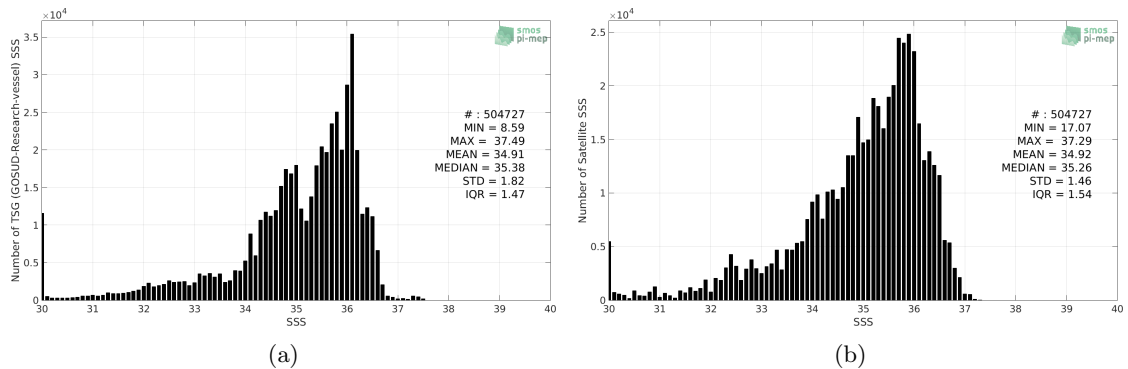 ×10⁴
smos
pi-mep
3.5
3
2.5
2
1.5
1
0.5
0
Number of TSG (GOSUD-Research-vessel) SSS
# : 504727
MIN = 8.59
MAX = 37.49
MEAN = 34.91
MEDIAN = 35.38
STD = 1.82
IQR = 1.47
30 31 32 33 34 35 36 37 38 39 40
SSS
(a)
×10⁴
smos
pi-mep
2.5
2
1.5
1
0.5
0
Number of Satellite SSS
# : 504727
MIN = 17.07
MAX = 37.29
MEAN = 34.92
MEDIAN = 35.26
STD = 1.46
IQR = 1.54
30 31 32 33 34 35 36 37 38 39 40
SSS
(b)